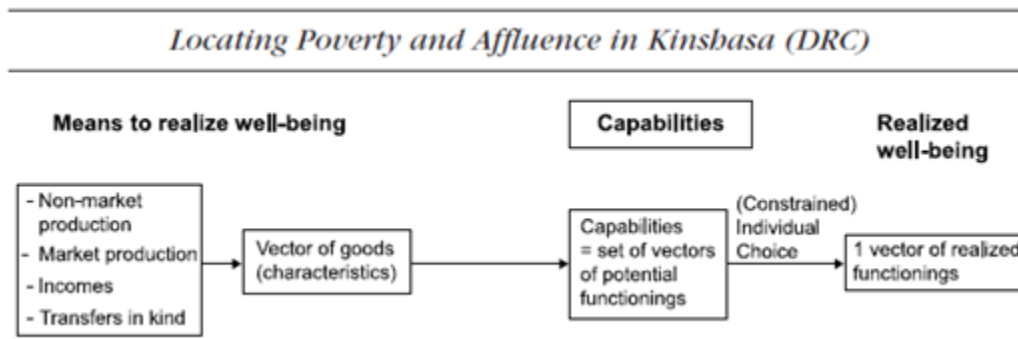 Locating Poverty and Affluence in Kinshasa (DRC)
Means to realize well-being
Capabilities
Realized
well-being
- Non-market
production
- Market production
- Incomes
- Transfers in kind
Vector of goods
(characteristics)
Capabilities
= set of vectors
of potential
functionings
(Constrained)
Individual
Choice
1 vector of realized
functionings